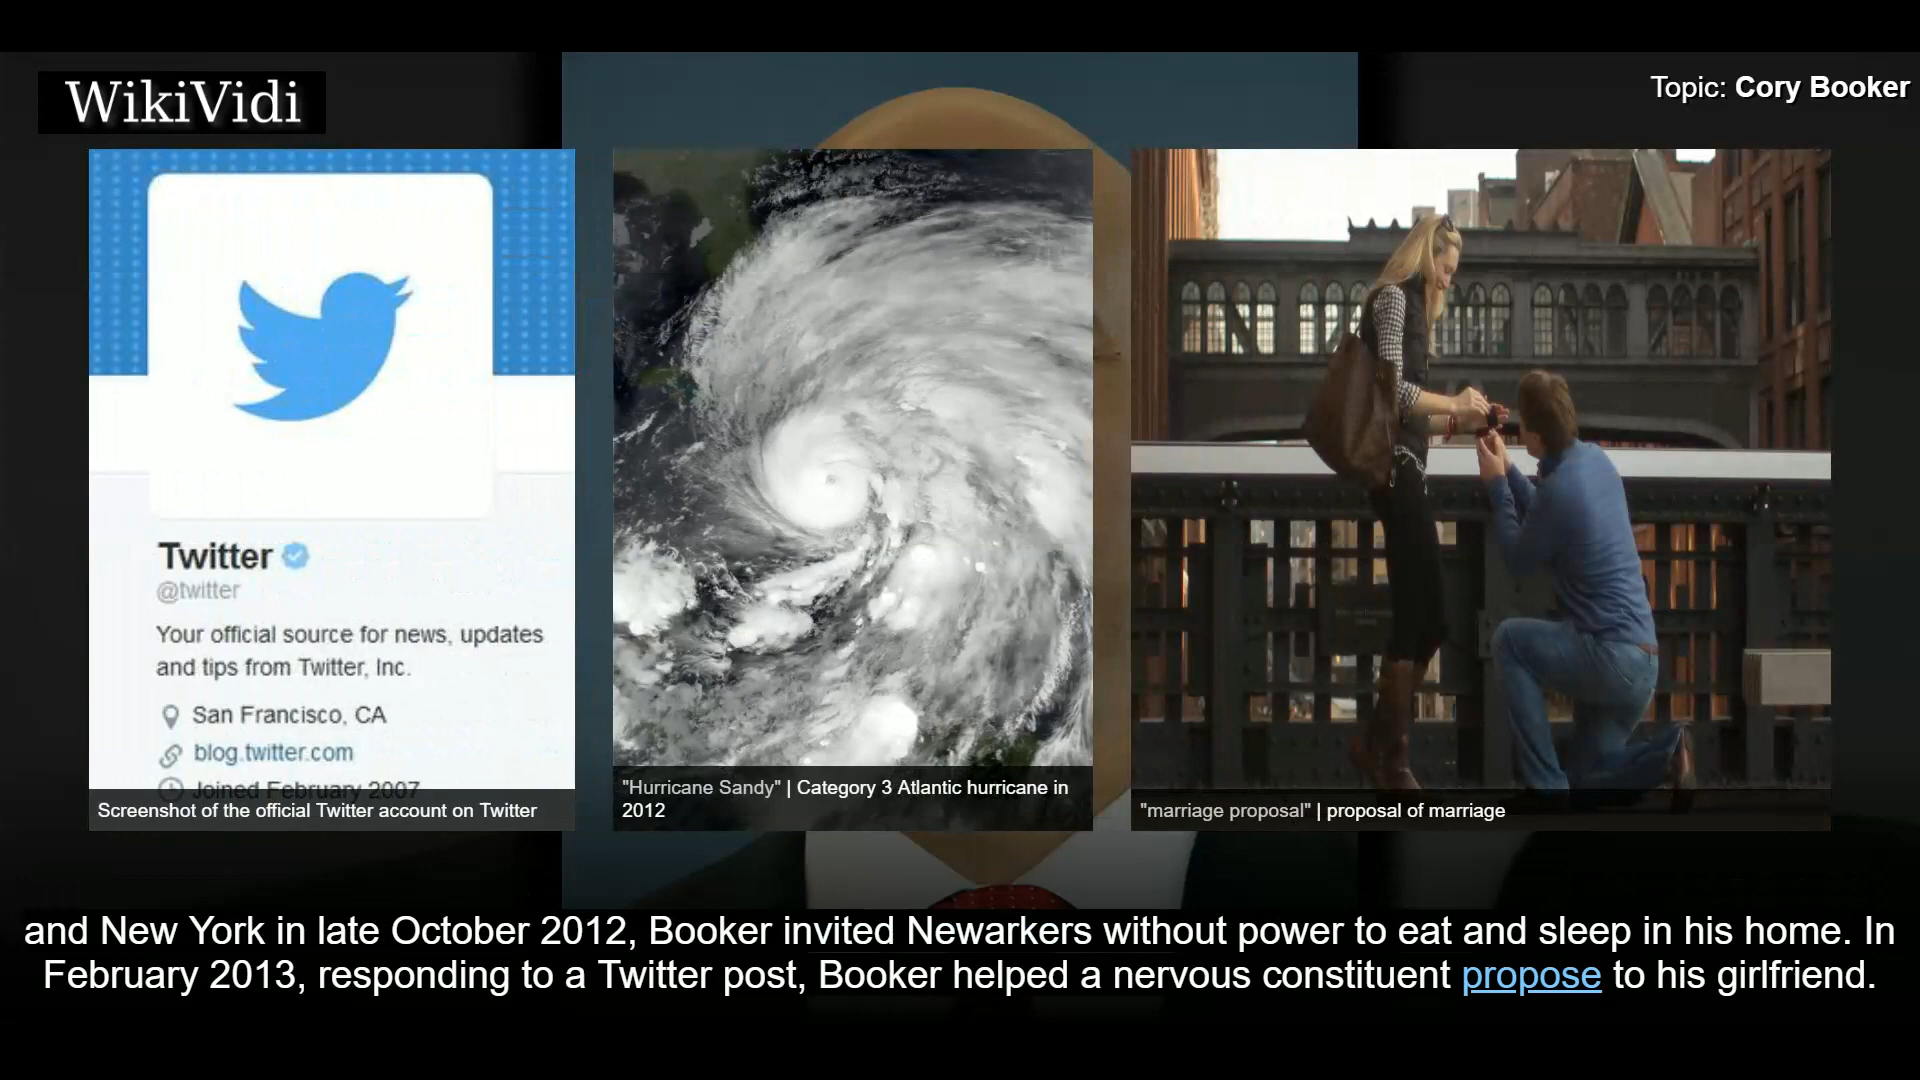 WikiVidi
Topic: Cory Booker
Twitter
@twitter
Your official source for news, updates
and tips from Twitter, Inc.
San Francisco, CA
blog.twitter.com
Joined February 2007
Screenshot of the official Twitter account on Twitter
"Hurricane Sandy" | Category 3 Atlantic hurricane in
2012
"marriage proposal" | proposal of marriage
and New York in late October 2012, Booker invited Newarkers without power to eat and sleep in his home. In
February 2013, responding to a Twitter post, Booker helped a nervous constituent propose to his girlfriend.